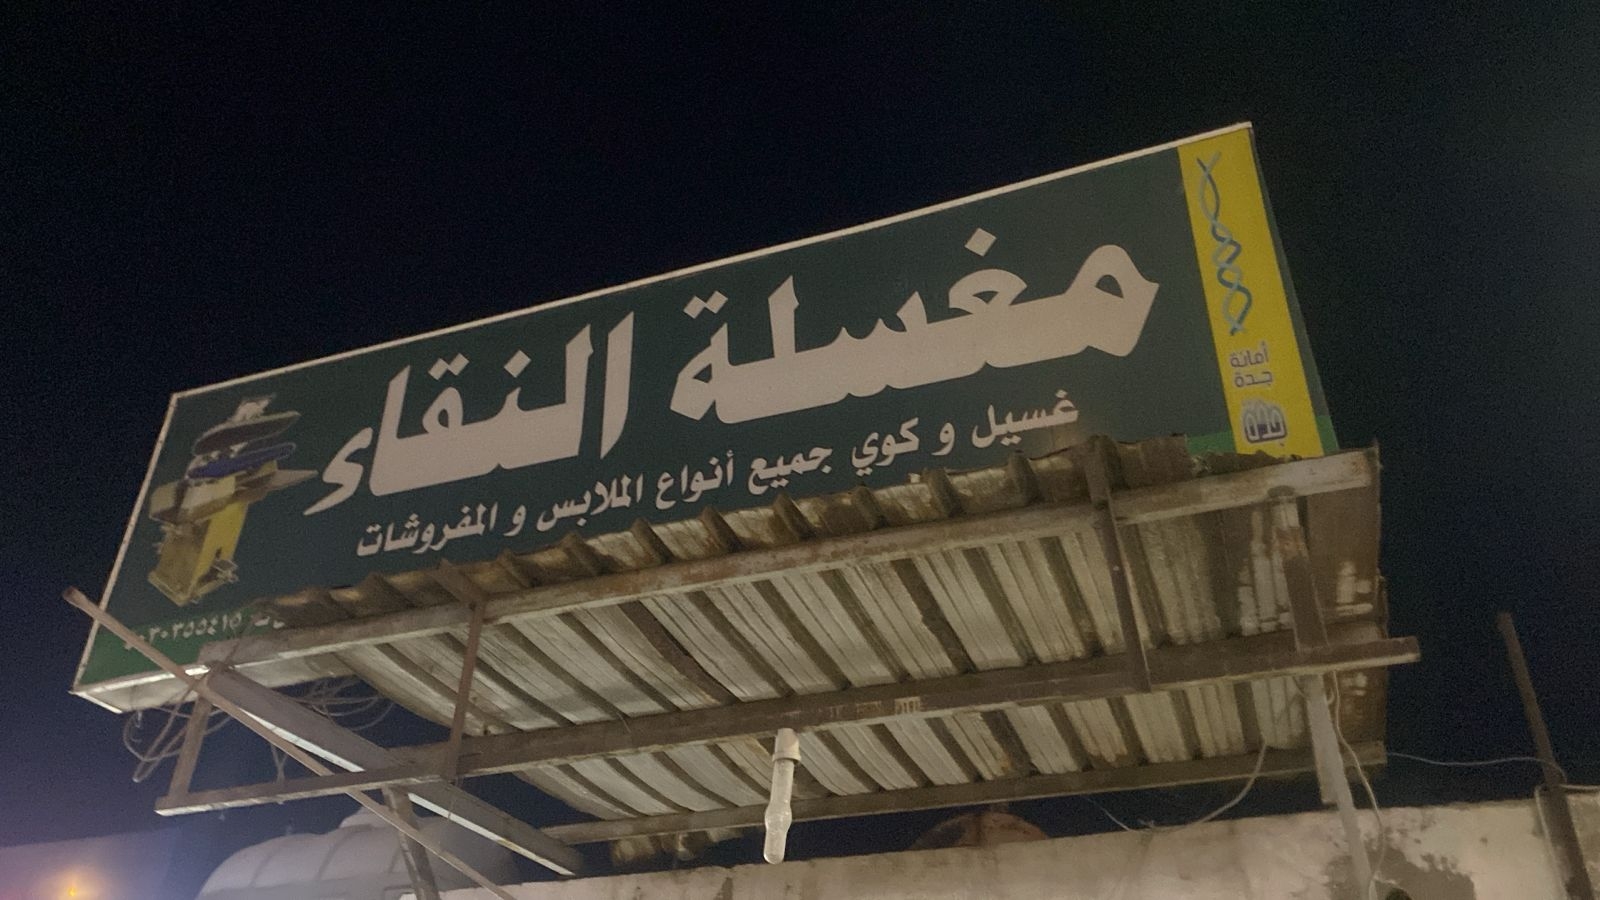 مغسلة النقاء
غسيل و كوي جميع أنواع الملابس و المفروشات
أمانة
جدة